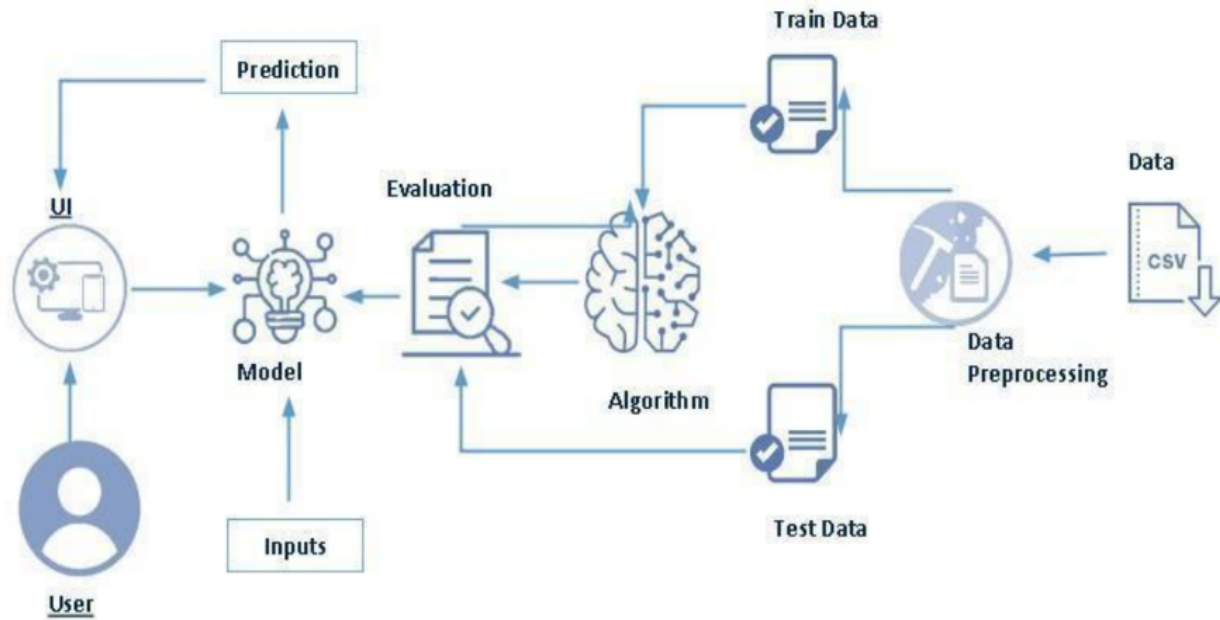 Train Data
Prediction
Data
Evaluation
UI
CSV
Data
Preprocessing
Model
Algorithm
Inputs
Test Data
User